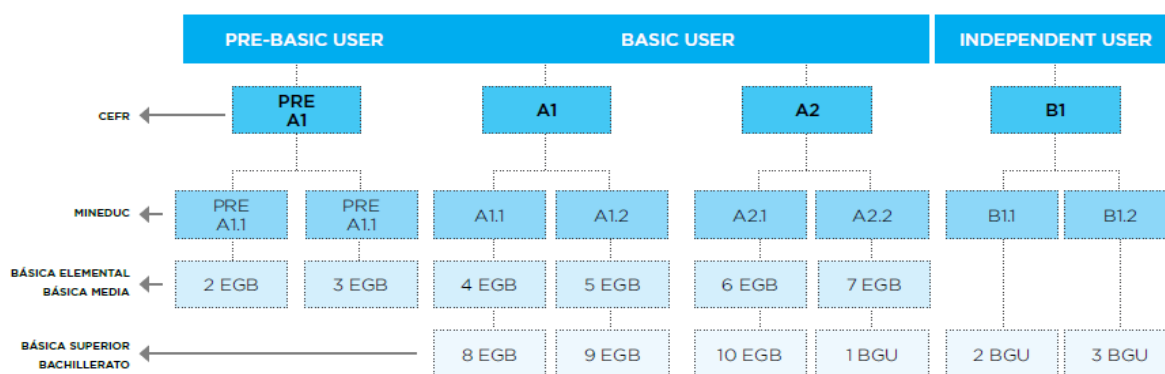 PRE-BASIC USER BASIC USER INDEPENDENT USER
CEFR PRE A1 A1 A2 B1
MINEDUC PRE A1.1 PRE A1.1 A1.1 A1.2 A2.1 A2.2 B1.1 B1.2
BÁSICA ELEMENTAL
BÁSICA MEDIA
2 EGB 3 EGB 4 EGB 5 EGB 6 EGB 7 EGB
BÁSICA SUPERIOR
BACHILLERATO
8 EGB 9 EGB 10 EGB 1 BGU 2 BGU 3 BGU